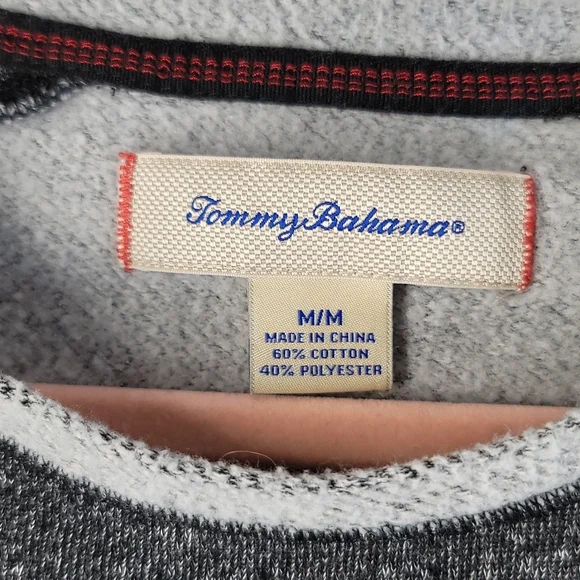 Tommy Bahama®
M/M
MADE IN CHINA
60% COTTON
40% POLYESTER